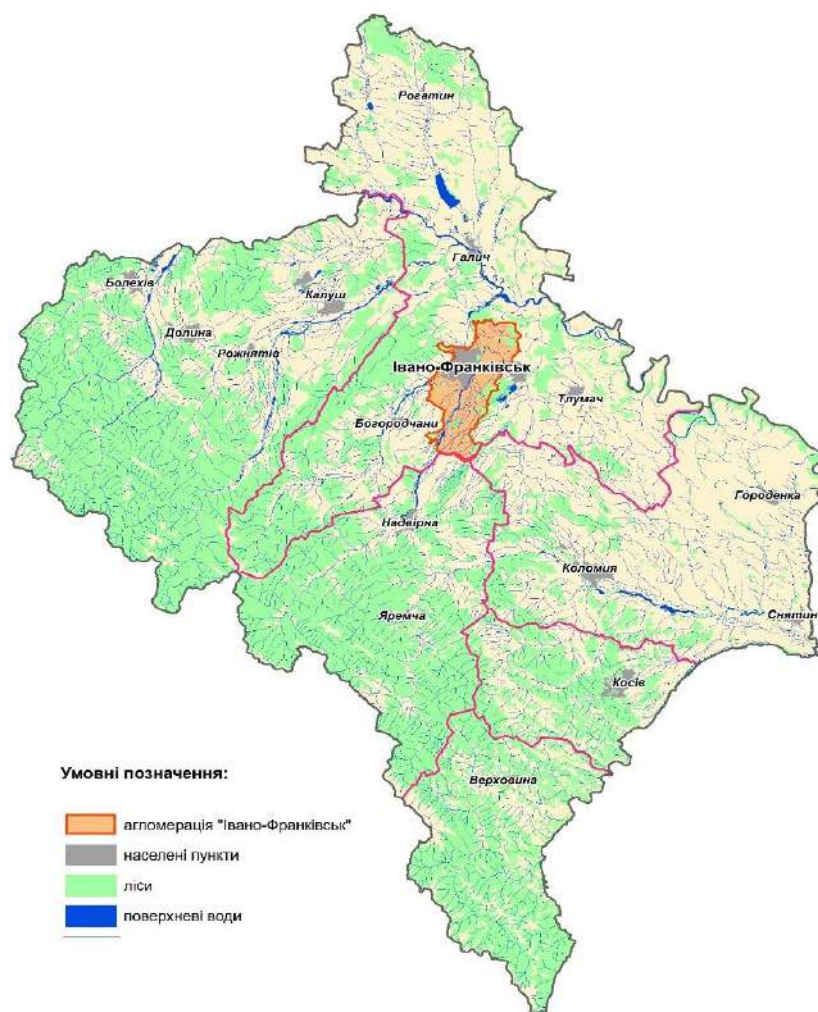 Рогатин
Галич
Болехів
Калуш
Долина
Рожнятів
Івано-Франківськ
Тлумач
Богородчани
Городенка
Надвірна
Коломия
Яремча
Снятин
Косів
Верховина
Умовні позначення:
агломерація "Івано-Франківськ"
населені пункти
ліси
поверхневі води